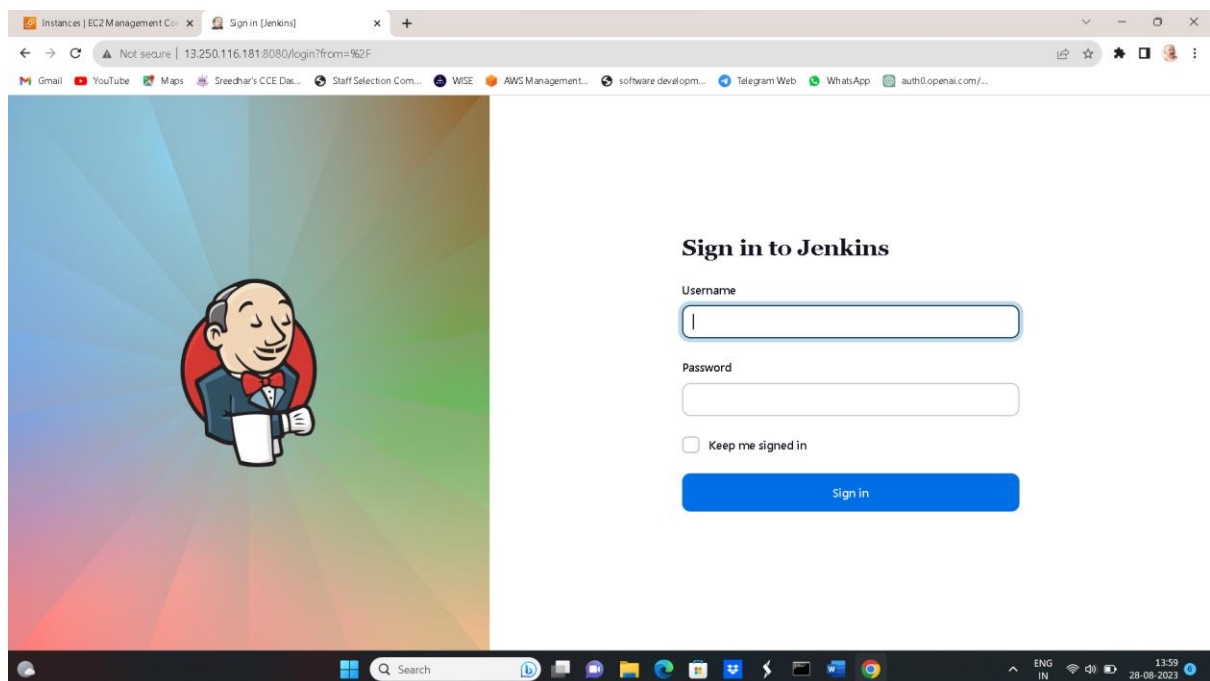 Instances | EC2 Management Con
Sign in [Jenkins]
Not secure | 13.250.116.181:8080/login?from=%2F
Gmail YouTube Maps Sreedhar's CCE Das... Staff Selection Com... WISE AWS Management... software developm... Telegram Web WhatsApp auth0.openai.com/...
Sign in to Jenkins
Username
Password
Keep me signed in
Sign in
Search
ENG
IN
13:59
28-08-2023
6